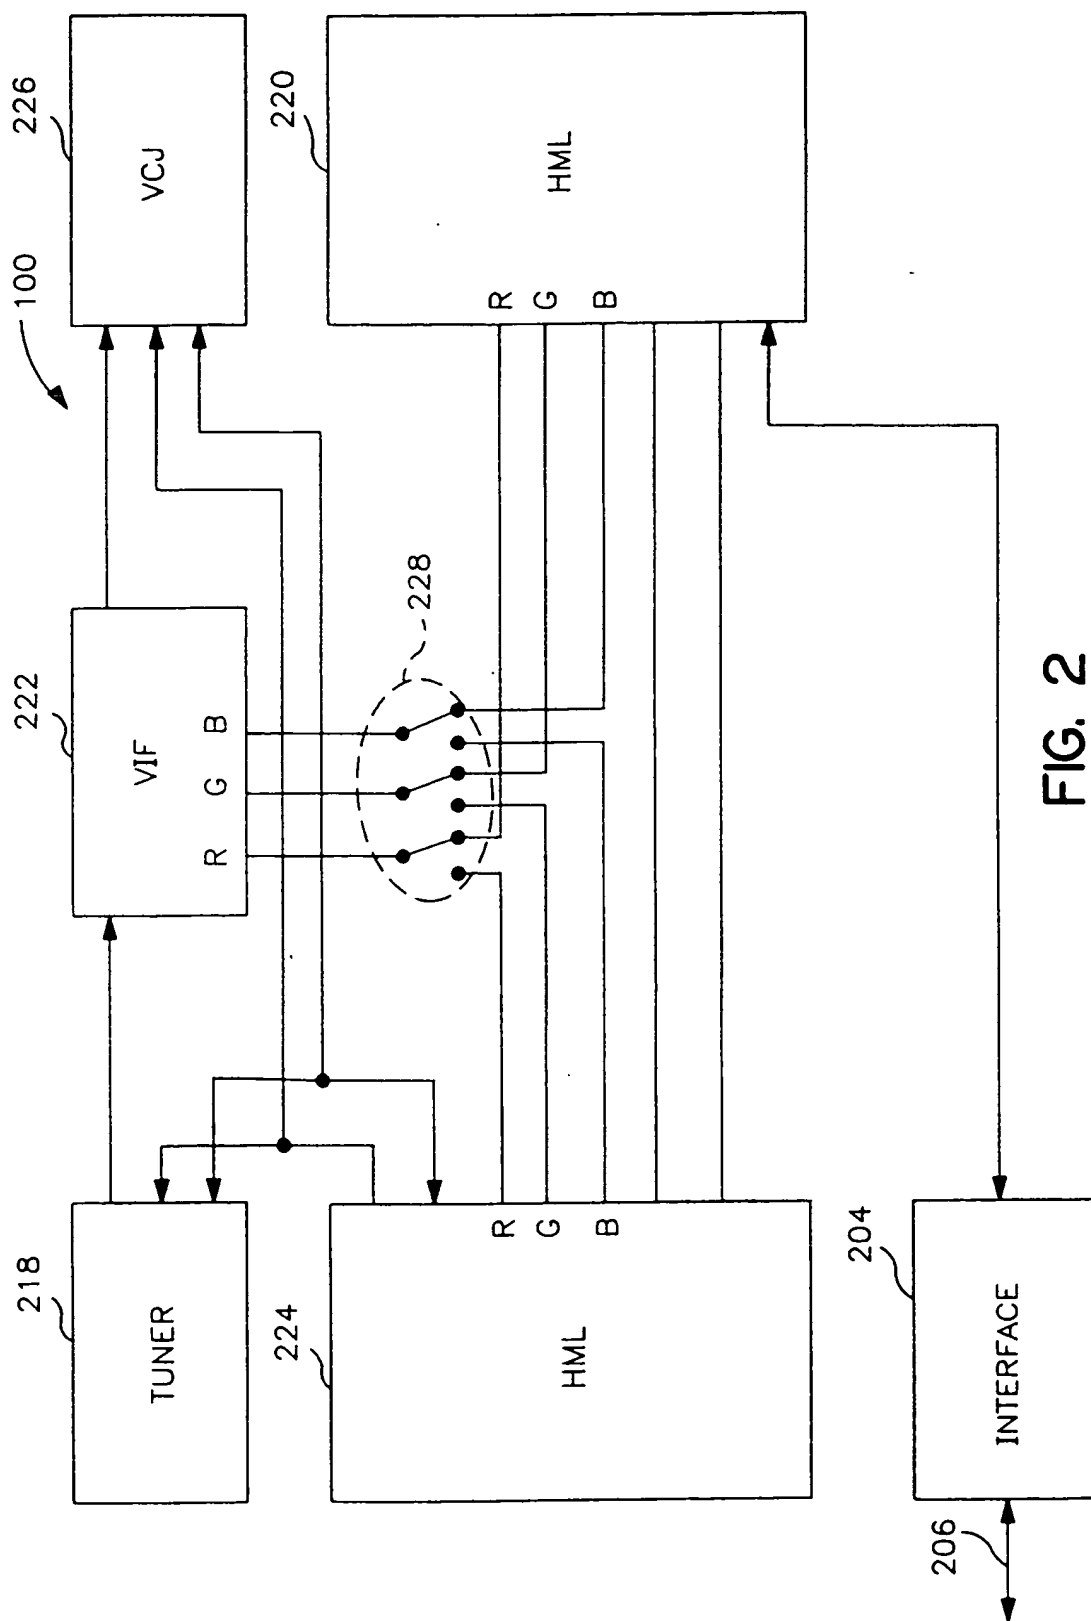 226
VCJ
100
220
HML
R
G
B
222
VIF
R
G
B
228
218
TUNER
224
HML
R
G
B
204
INTERFACE
206
FIG. 2